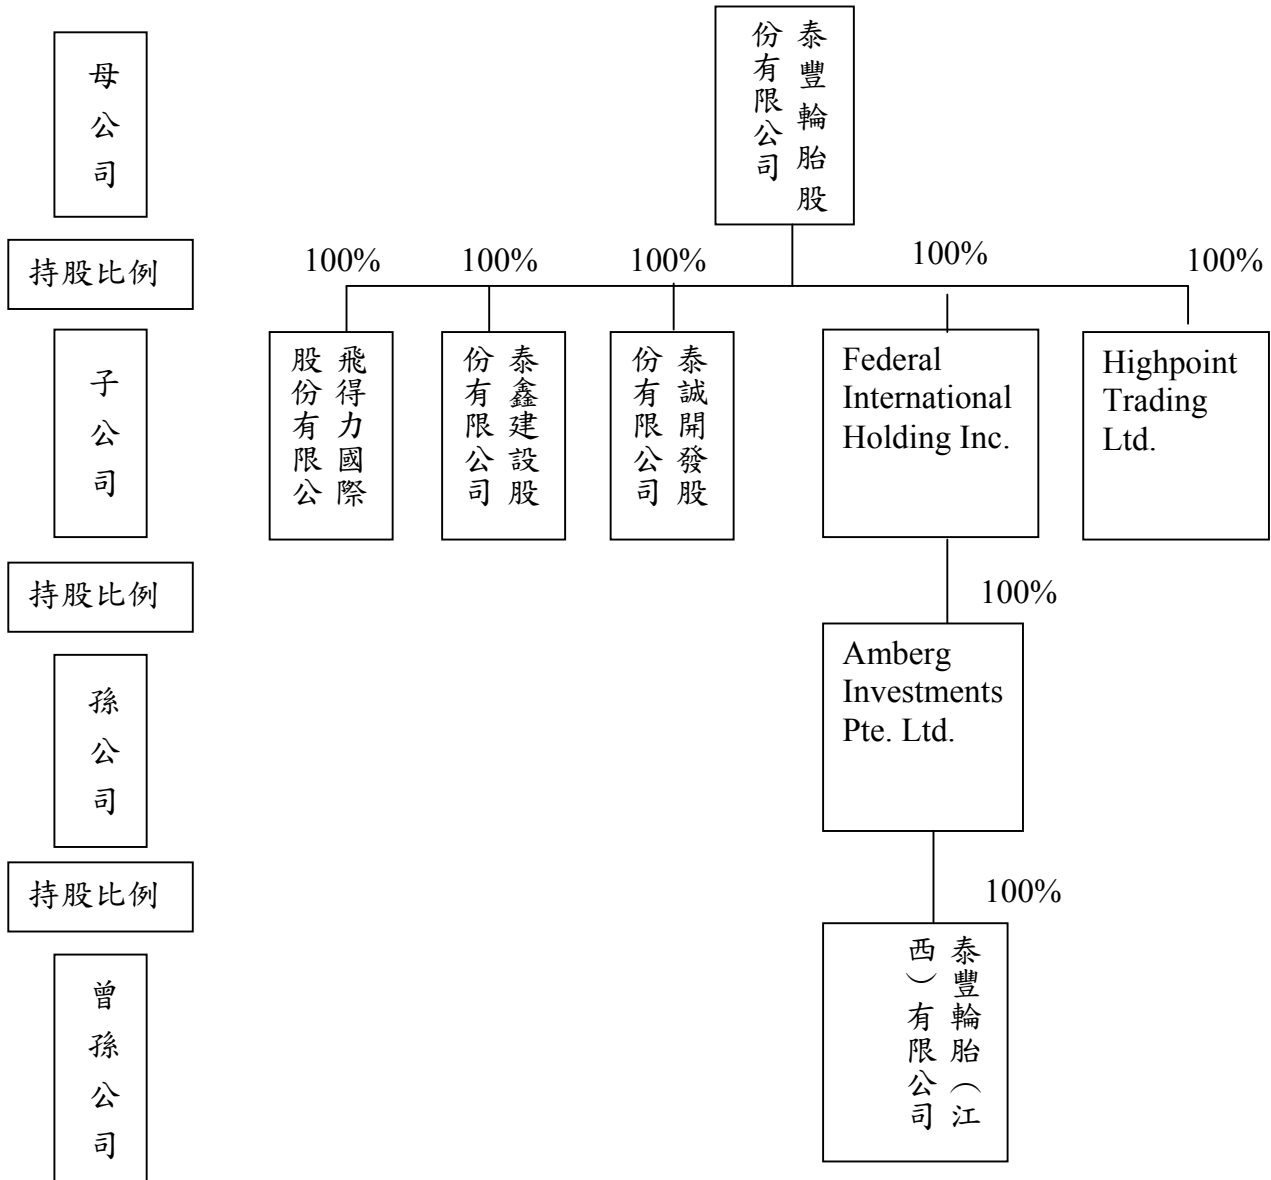 母公司
泰豐輪胎股
份有限公司
持股比例
100%
100%
100%
100%
100%
子公司
飛得力國際
股份有限公
泰鑫建設股
份有限公司
泰誠開發股
份有限公司
Federal
International
Holding Inc.
Highpoint
Trading
Ltd.
持股比例
100%
孫公司
Amberg
Investments
Pte. Ltd.
持股比例
100%
曾孫公司
泰豐輪胎（江
西）有限公司